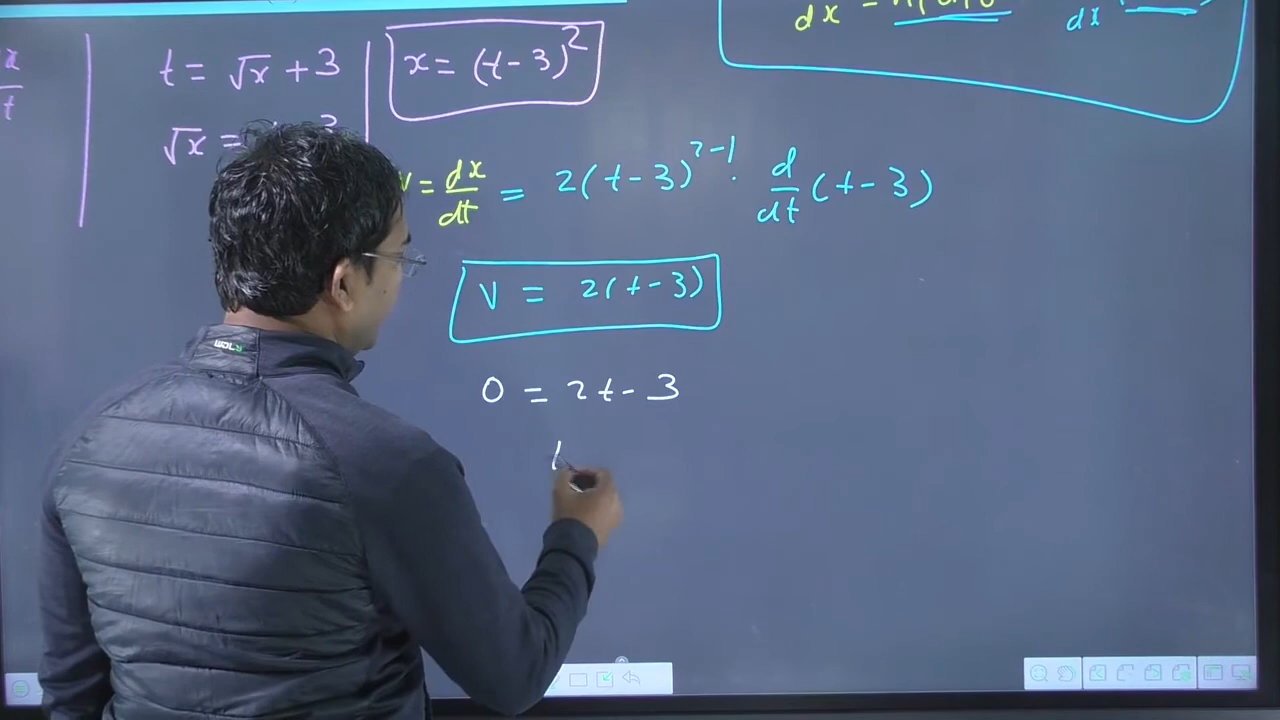 dx =
dx
t = √x + 3
x = (t-3)²
√x =
V = dx/dt = 2(t-3)²⁻¹ · d/dt (t-3)
V = 2(t-3)
0 = 2t-3